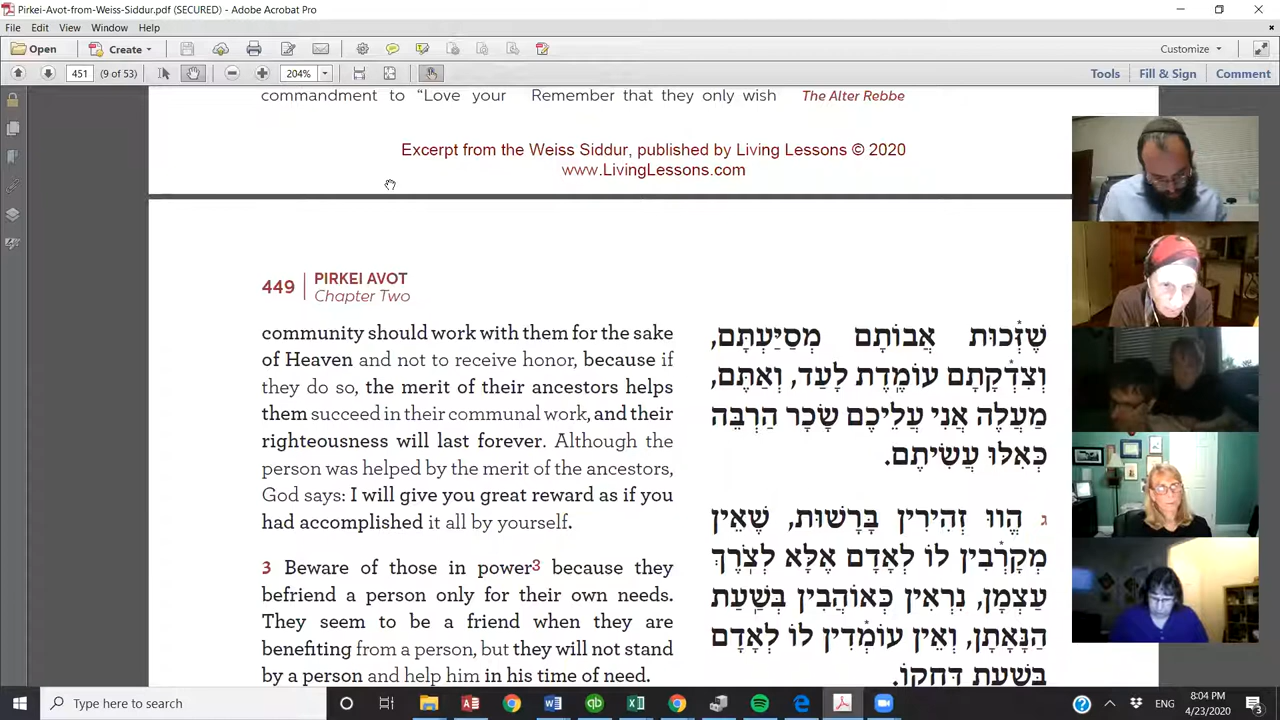 Pirkei-Avot-from-Weiss-Siddur.pdf (SECURED) - Adobe Acrobat Pro
File Edit View Window Help
Open Create Customize
451 (9 of 53) 204% Tools Fill & Sign Comment
commandment to “Love your Remember that they only wish The Alter Rebbe
Excerpt from the Weiss Siddur, published by Living Lessons © 2020
www.LivingLessons.com
449 PIRKEI AVOT
Chapter Two
community should work with them for the sake
of Heaven and not to receive honor, because if
they do so, the merit of their ancestors helps
them succeed in their communal work, and their
righteousness will last forever. Although the
person was helped by the merit of the ancestors,
God says: I will give you great reward as if you
had accomplished it all by yourself.
3 Beware of those in power3 because they
befriend a person only for their own needs.
They seem to be a friend when they are
benefiting from a person, but they will not stand
by a person and help him in his time of need.
שֶׁזְּכוּת אֲבוֹתָם מְסַיַּעְתָּם,
וְצִדְקָתָם עוֹמֶֽדֶת לָעַד, וְאַתֶּם,
מַעֲלֶה אֲנִי עֲלֵיכֶם שָׂכָר הַרְבֵּה
כְּאִלּוּ עֲשִׂיתֶם.
ג הֱווּ זְהִירִין בָּרָשׁוּת, שֶׁאֵין
מְקָרְבִין לוֹ לְאָדָם אֶלָּא לְצֹֽרֶךְ
עַצְמָן, נִרְאִין כְּאוֹהֲבִין בְּשַׁעַת
הַנָּאָתָן, וְאֵין עוֹמְדִין לוֹ לְאָדָם
בִּשְׁעַת דָּחֳקוֹ.
Type here to search
ENG
8:04 PM
4/23/2020
3